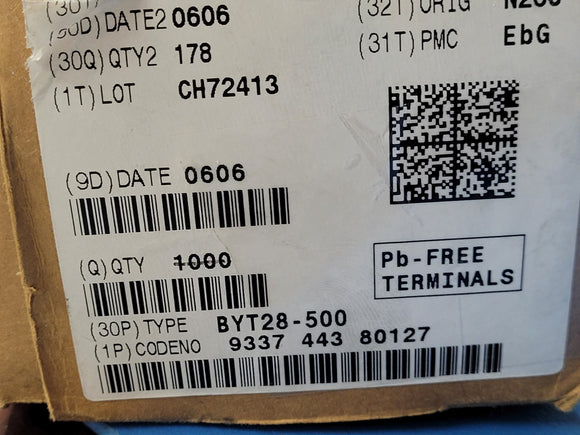 (30D) DATE2 0606
(30Q) QTY2 178
(1T) LOT CH72413
(32T) ORIG
(31T) PMC EbG
(9D) DATE 0606
(Q) QTY 1000
Pb-FREE
TERMINALS
(30P) TYPE BYT28-500
(1P) CODENO 9337 443 80127